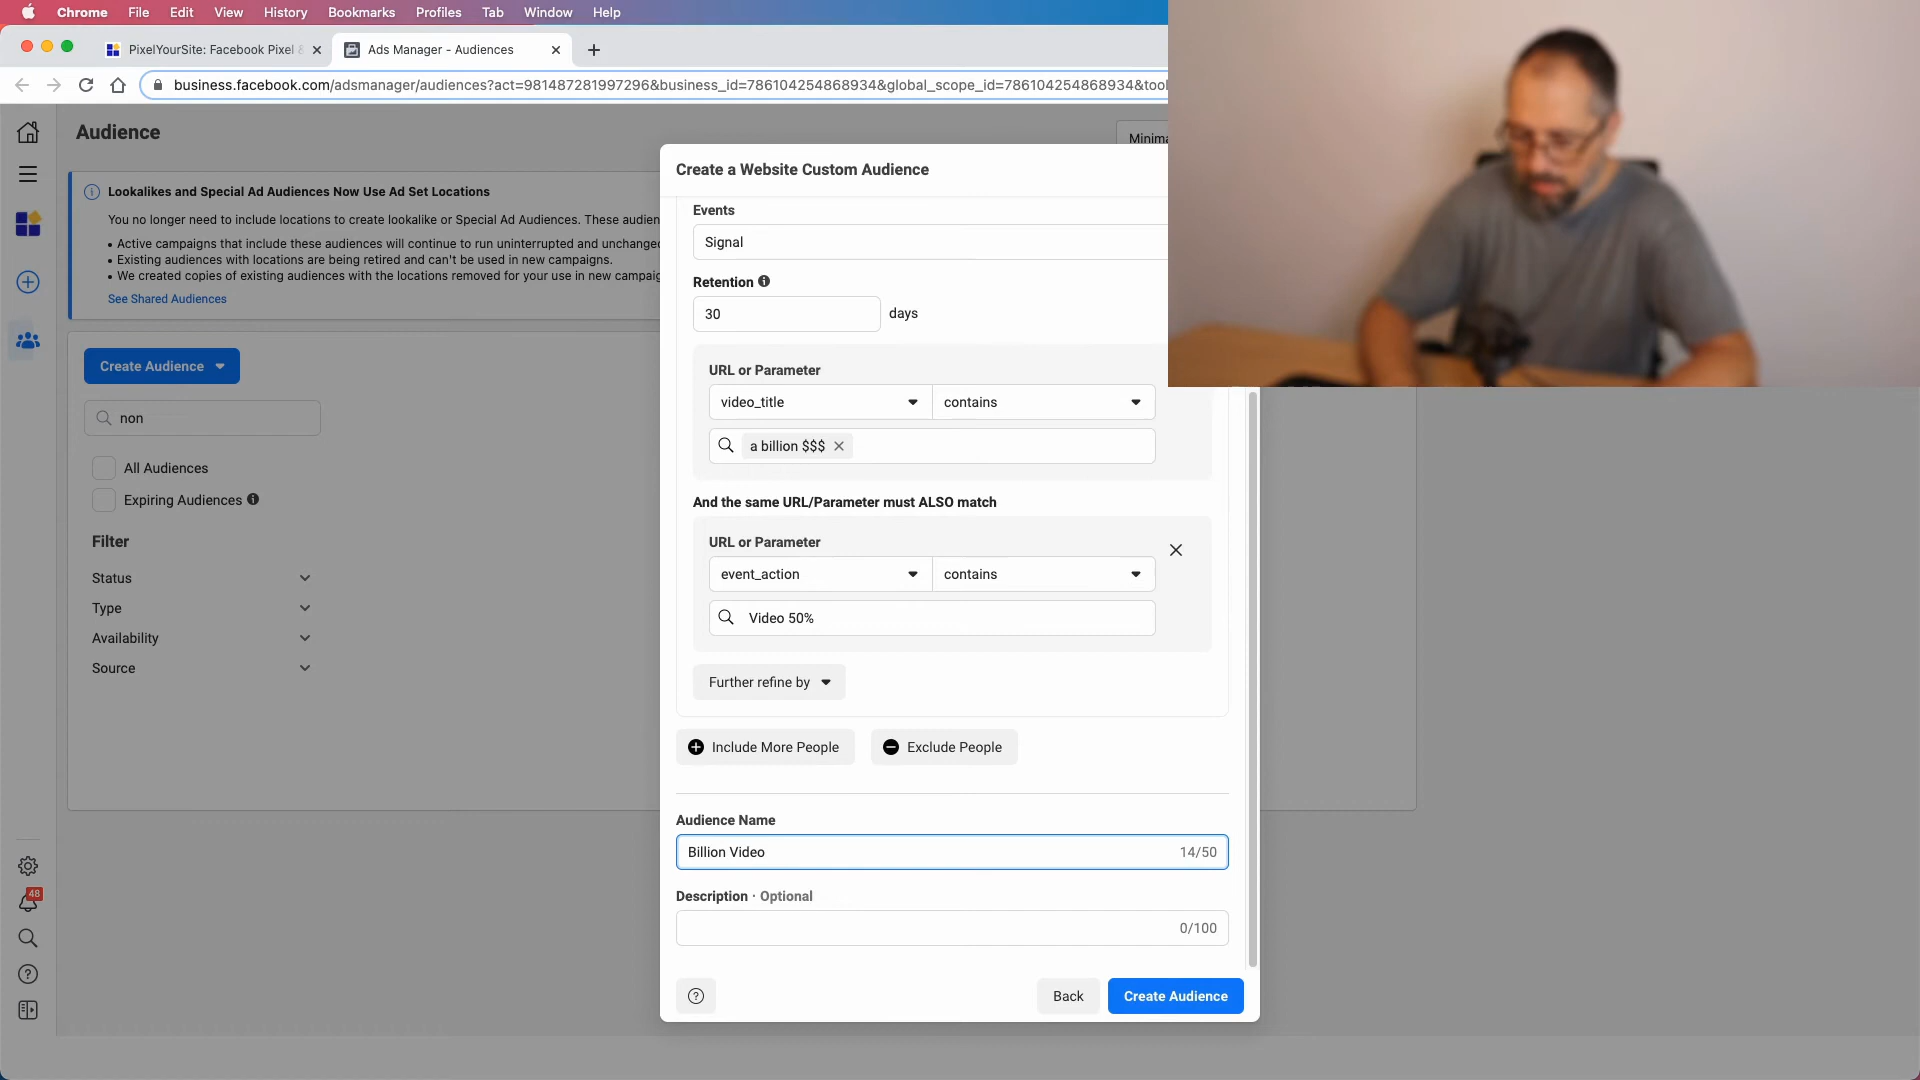 Chrome File Edit View History Bookmarks Profiles Tab Window Help
PixelYourSite: Facebook Pixel &
Ads Manager - Audiences
business.facebook.com/adsmanager/audiences?act=981487281997296&business_id=786104254868934&global_scope_id=786104254868934&tool
Audience
Minima
Lookalikes and Special Ad Audiences Now Use Ad Set Locations
You no longer need to include locations to create lookalike or Special Ad Audiences. These audien
• Active campaigns that include these audiences will continue to run uninterrupted and unchanged
• Existing audiences with locations are being retired and can't be used in new campaigns.
• We created copies of existing audiences with the locations removed for your use in new campaig
See Shared Audiences
Create Audience
non
All Audiences
Expiring Audiences
Filter
Status
Type
Availability
Source
48
Create a Website Custom Audience
Events
Signal
Retention
30 days
URL or Parameter
video_title contains
a billion $$$
And the same URL/Parameter must ALSO match
URL or Parameter
event_action contains
Video 50%
Further refine by
Include More People Exclude People
Audience Name
Billion Video 14/50
Description · Optional
0/100
Back Create Audience